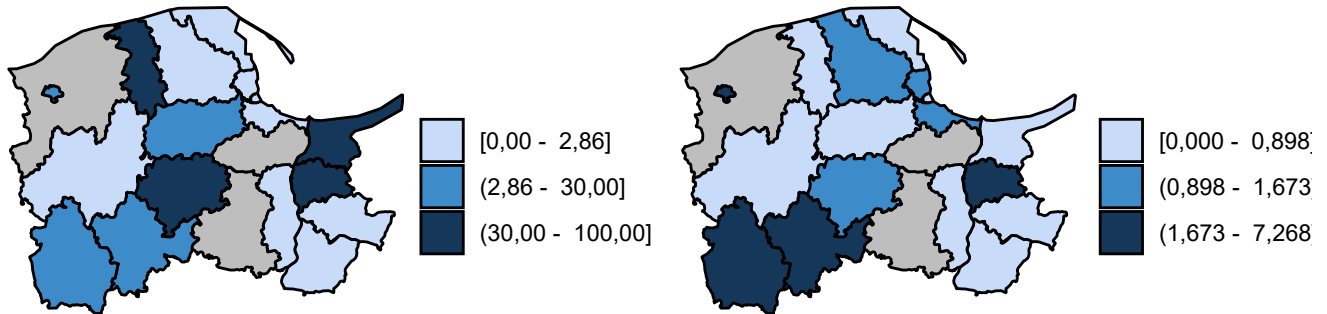 [0,00 - 2,86]
(2,86 - 30,00]
(30,00 - 100,00]
[0,000 - 0,898]
(0,898 - 1,673]
(1,673 - 7,268]